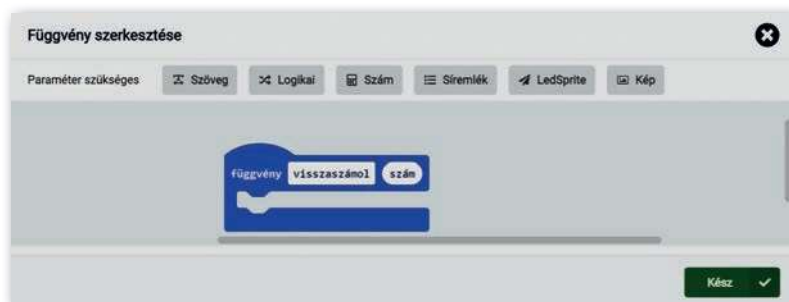 Függvény szerkesztése
Paraméter szükséges Szöveg Logikai Szám Síremlék LedSprite Kép
függvény visszaszámol szám
Kész